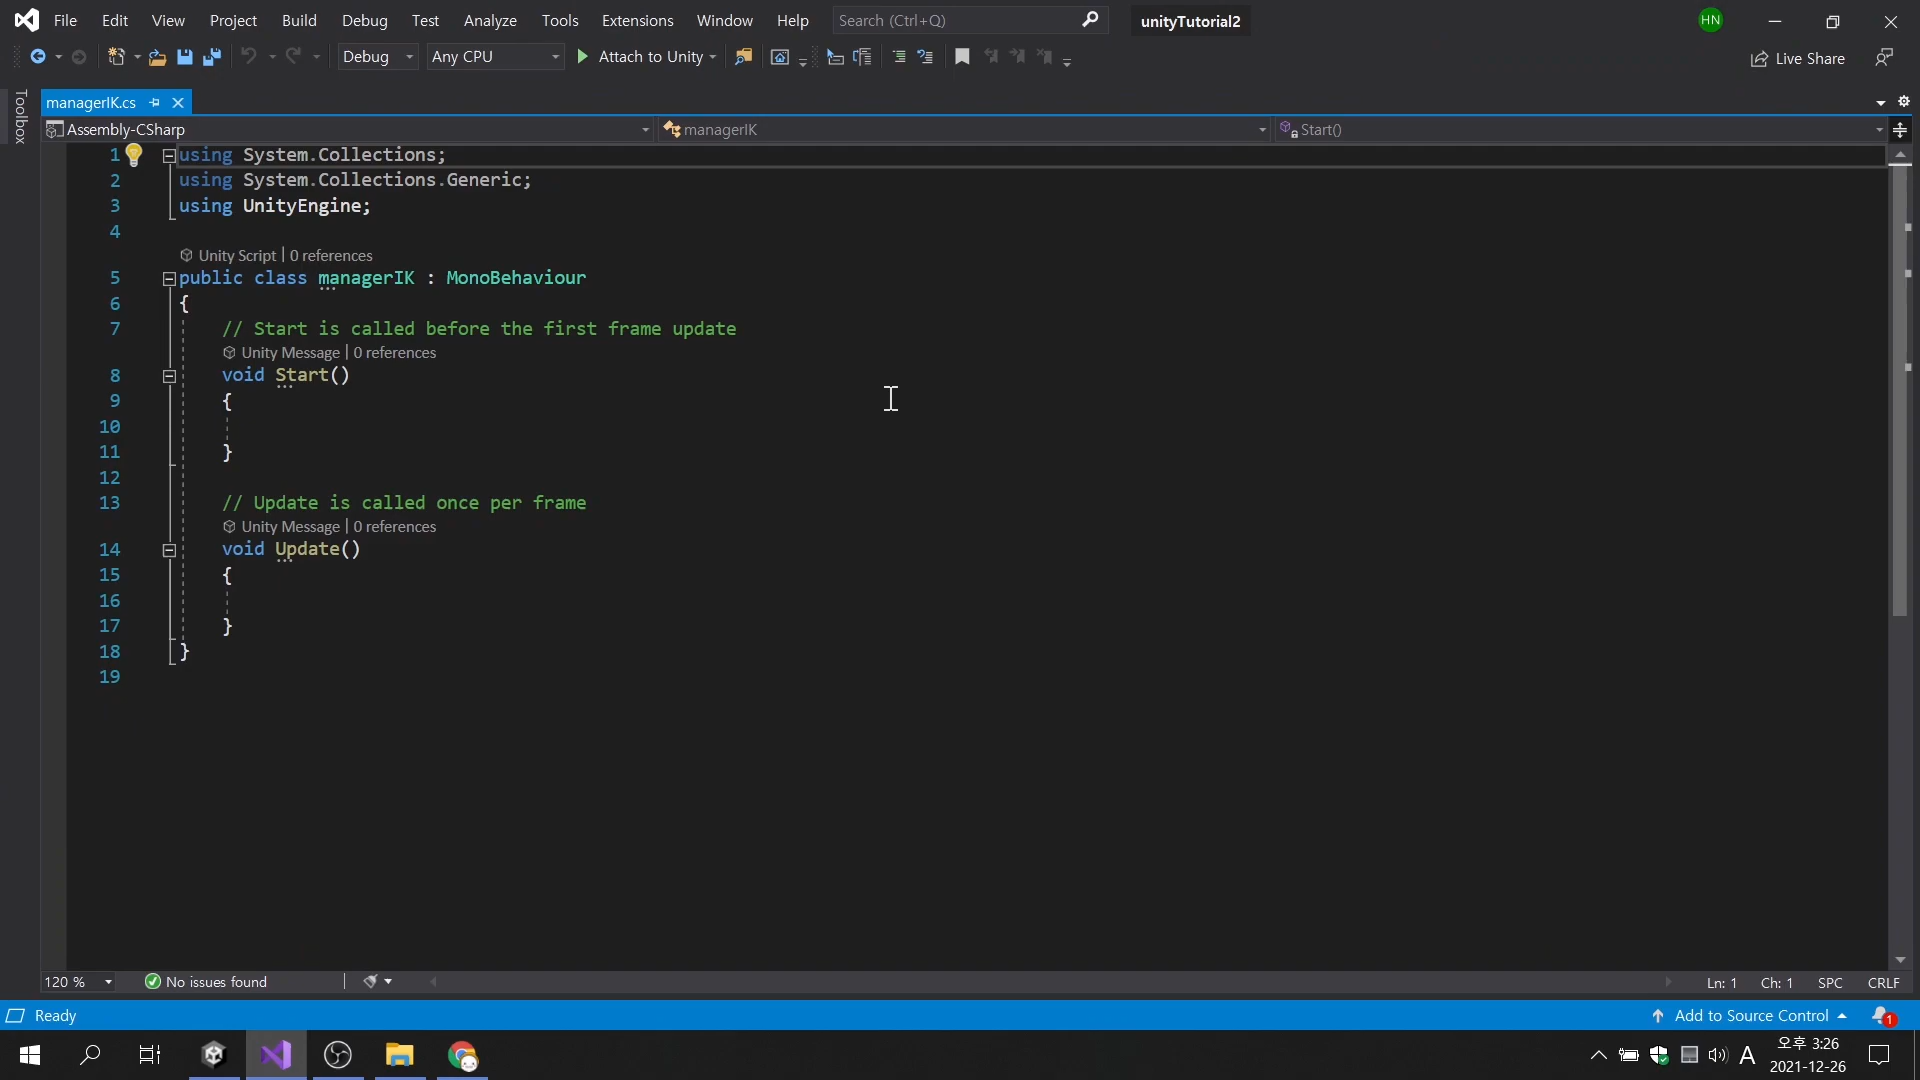 File Edit View Project Build Debug Test Analyze Tools Extensions Window Help Search (Ctrl+Q) unityTutorial2 HN
Debug Any CPU Attach to Unity Live Share
Toolbox
managerIK.cs
Assembly-CSharp managerIK Start()
1 using System.Collections;
2 using System.Collections.Generic;
3 using UnityEngine;
4
Unity Script | 0 references
5 public class managerIK : MonoBehaviour
6 {
7 // Start is called before the first frame update
Unity Message | 0 references
8 void Start()
9 {
10
11 }
12
13 // Update is called once per frame
Unity Message | 0 references
14 void Update()
15 {
16
17 }
18 }
19
120 % No issues found Ln: 1 Ch: 1 SPC CRLF
Ready Add to Source Control 1
A 오후 3:26
2021-12-26